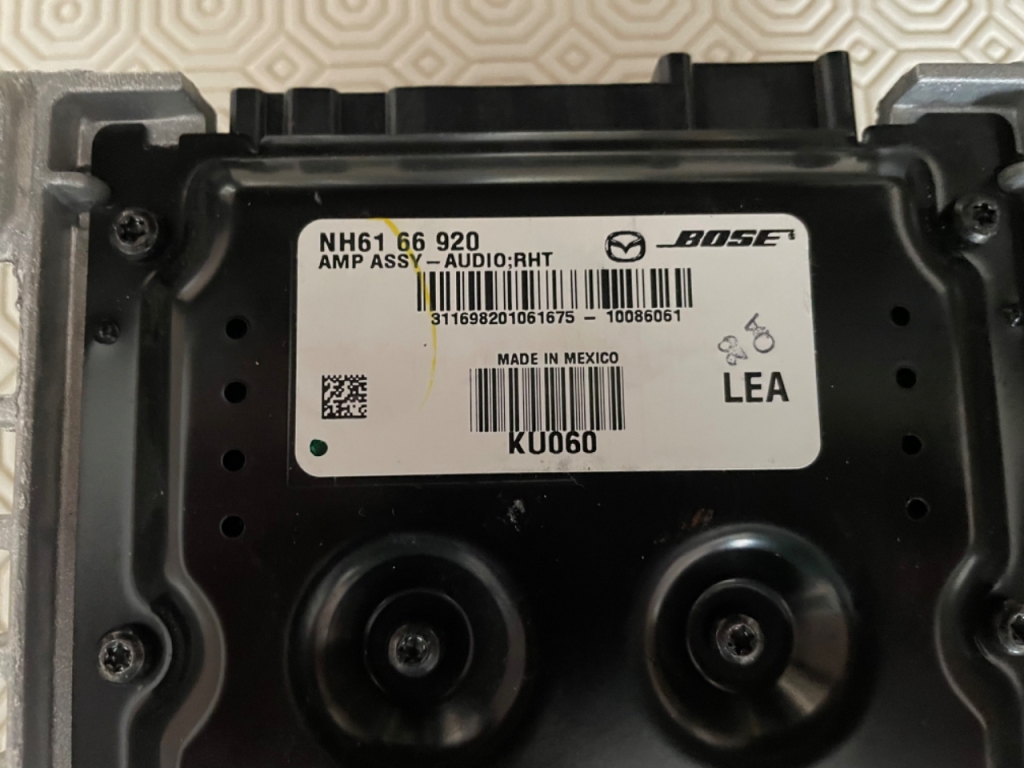 NH61 66 920
BOSE
AMP ASSY-AUDIO;RHT
311698201061675-10086061
MADE IN MEXICO
LEA
KU060